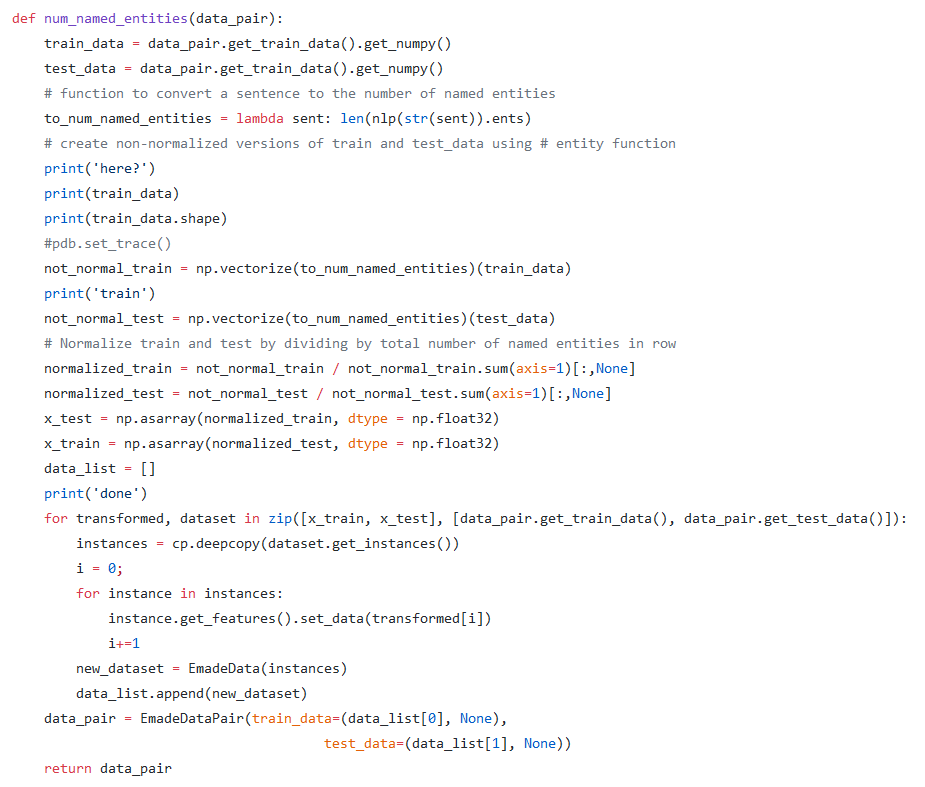 def num_named_entities(data_pair):
    train_data = data_pair.get_train_data().get_numpy()
    test_data = data_pair.get_train_data().get_numpy()
    # function to convert a sentence to the number of named entities
    to_num_named_entities = lambda sent: len(nlp(str(sent)).ents)
    # create non-normalized versions of train and test_data using # entity function
    print('here?')
    print(train_data)
    print(train_data.shape)
    #pdb.set_trace()
    not_normal_train = np.vectorize(to_num_named_entities)(train_data)
    print('train')
    not_normal_test = np.vectorize(to_num_named_entities)(test_data)
    # Normalize train and test by dividing by total number of named entities in row
    normalized_train = not_normal_train / not_normal_train.sum(axis=1)[:,None]
    normalized_test = not_normal_test / not_normal_test.sum(axis=1)[:,None]
    x_test = np.asarray(normalized_train, dtype = np.float32)
    x_train = np.asarray(normalized_test, dtype = np.float32)
    data_list = []
    print('done')
    for transformed, dataset in zip([x_train, x_test], [data_pair.get_train_data(), data_pair.get_test_data()]):
        instances = cp.deepcopy(dataset.get_instances())
        i = 0;
        for instance in instances:
            instance.get_features().set_data(transformed[i])
            i+=1
        new_dataset = EmadeData(instances)
        data_list.append(new_dataset)
    data_pair = EmadeDataPair(train_data=(data_list[0], None),
                                       test_data=(data_list[1], None))
    return data_pair